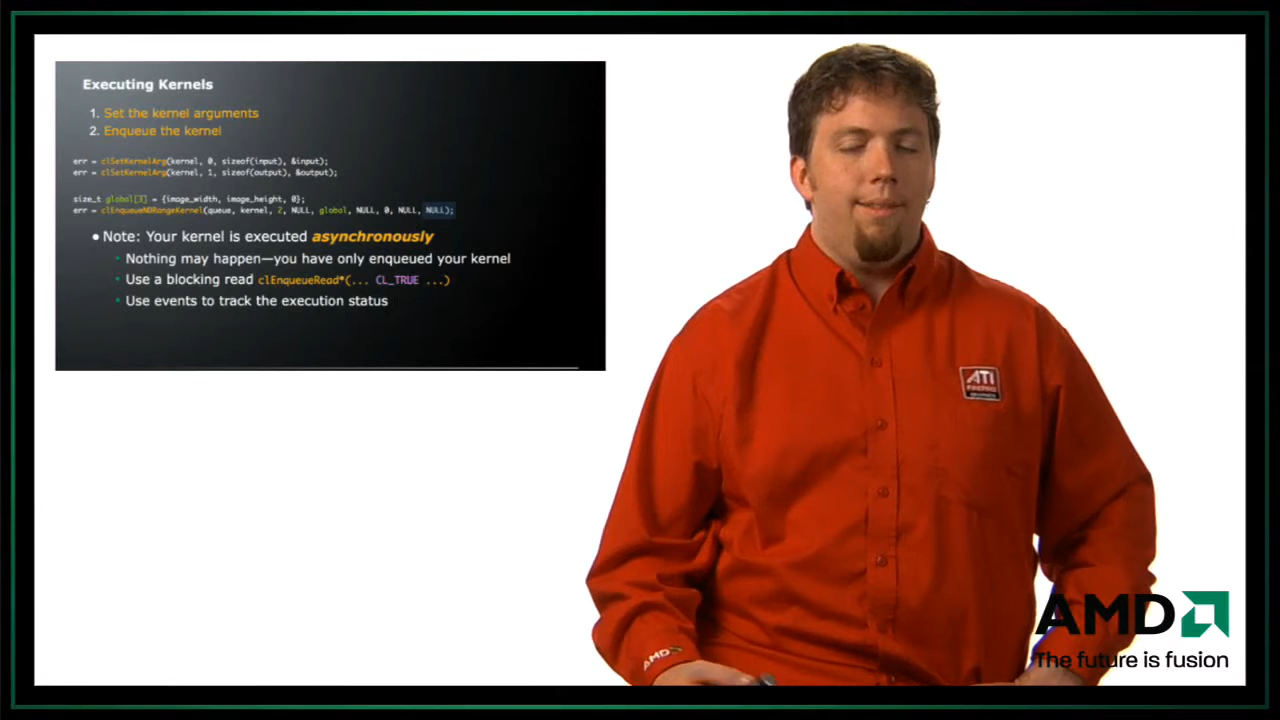 Executing Kernels
1. Set the kernel arguments
2. Enqueue the kernel
err = clSetKernelArg(kernel, 0, sizeof(input), &input);
err = clSetKernelArg(kernel, 1, sizeof(output), &output);
size_t global[3] = {image_width, image_height, 0};
err = clEnqueueNDRangeKernel(queue, kernel, 2, NULL, global, NULL, 0, NULL, NULL);
● Note: Your kernel is executed asynchronously
• Nothing may happen—you have only enqueued your kernel
• Use a blocking read clEnqueueRead*(... CL_TRUE ...)
• Use events to track the execution status
ATI
AMD
AMD
The future is fusion